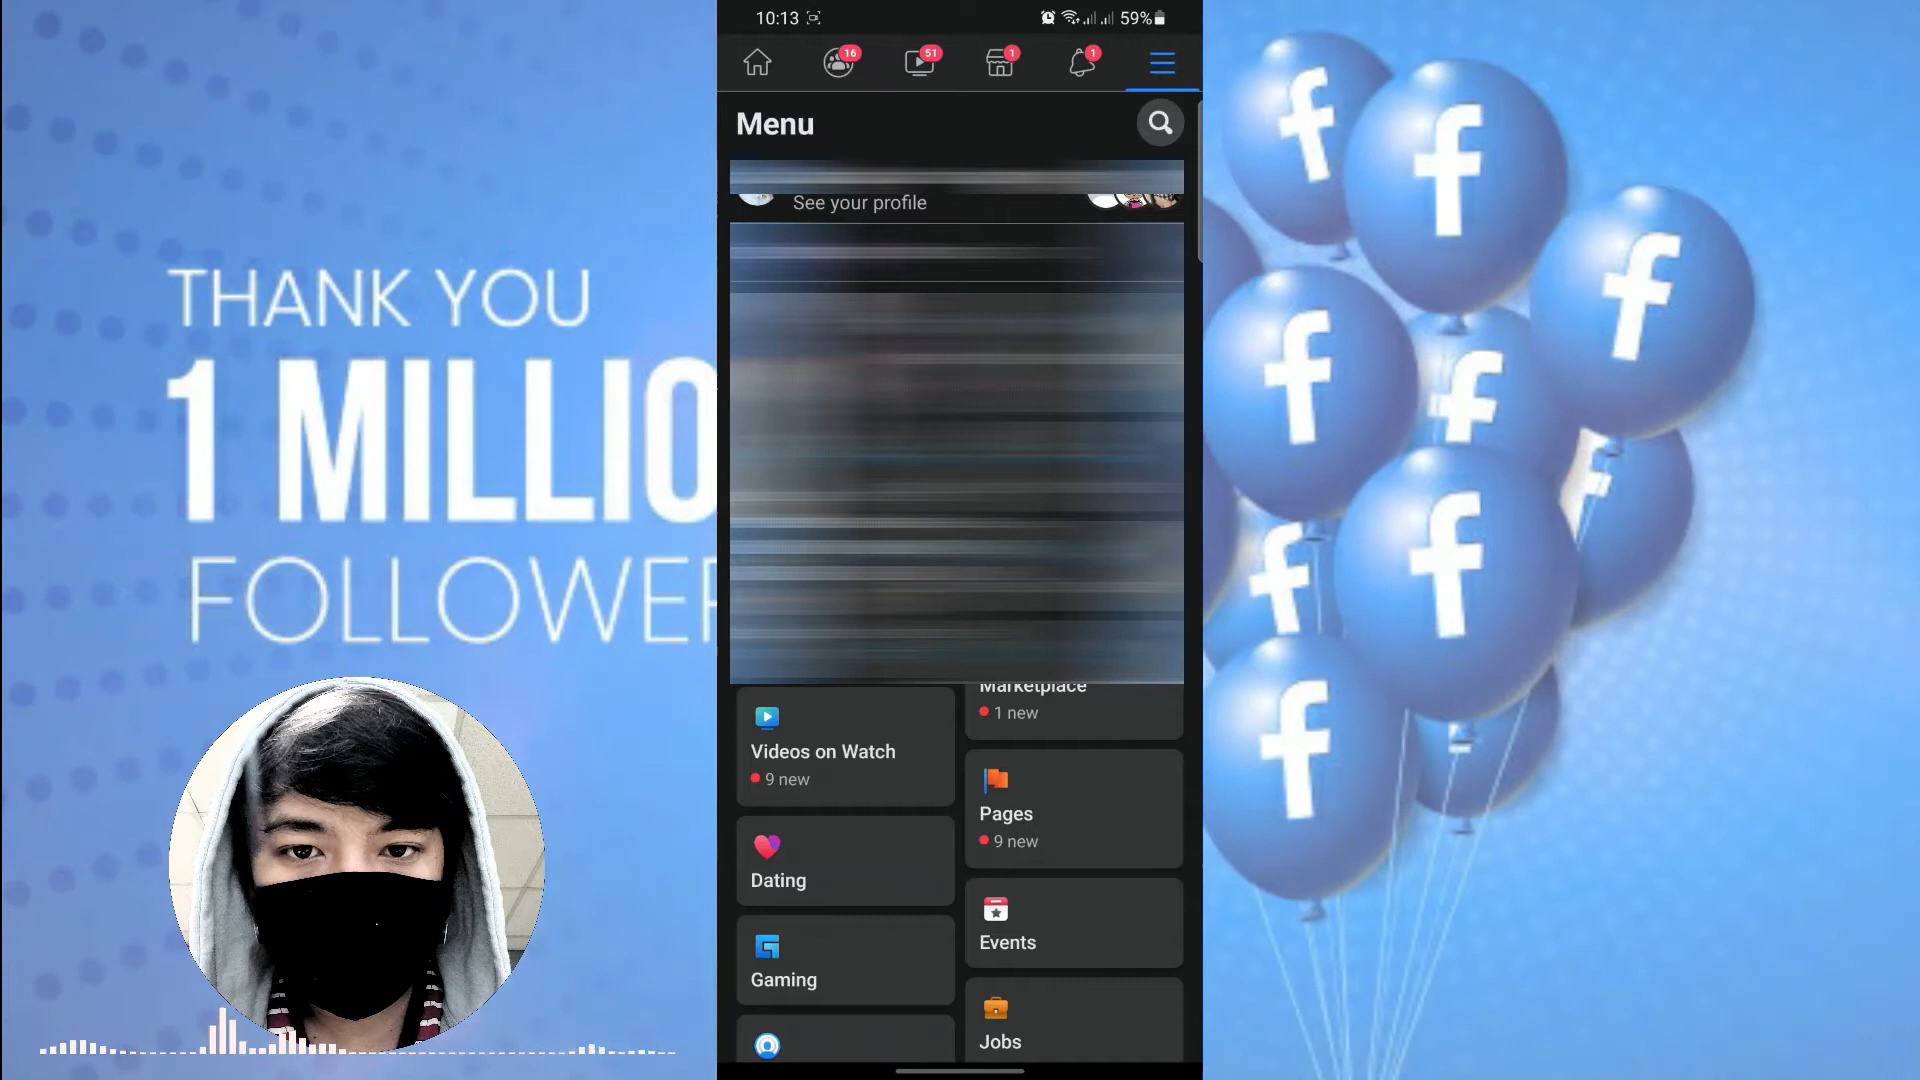 THANK YOU
1 MILLIO
FOLLOWER
10:13
59%
16
51
1
1
Menu
See your profile
Marketplace
1 new
Videos on Watch
9 new
Pages
9 new
Dating
Events
Gaming
Jobs